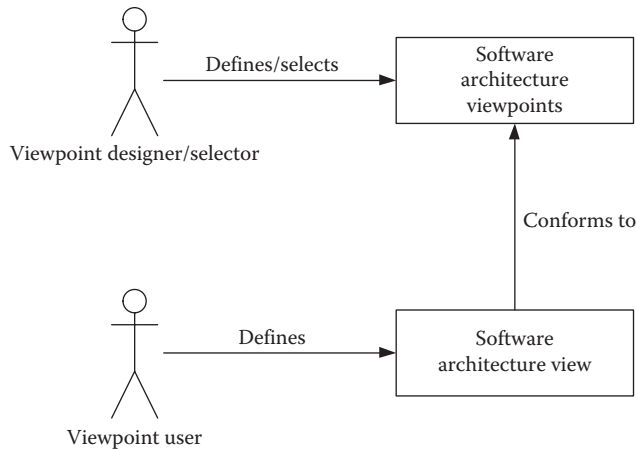 Defines/selects
Software
architecture
viewpoints
Viewpoint designer/selector
Conforms to
Defines
Software
architecture view
Viewpoint user